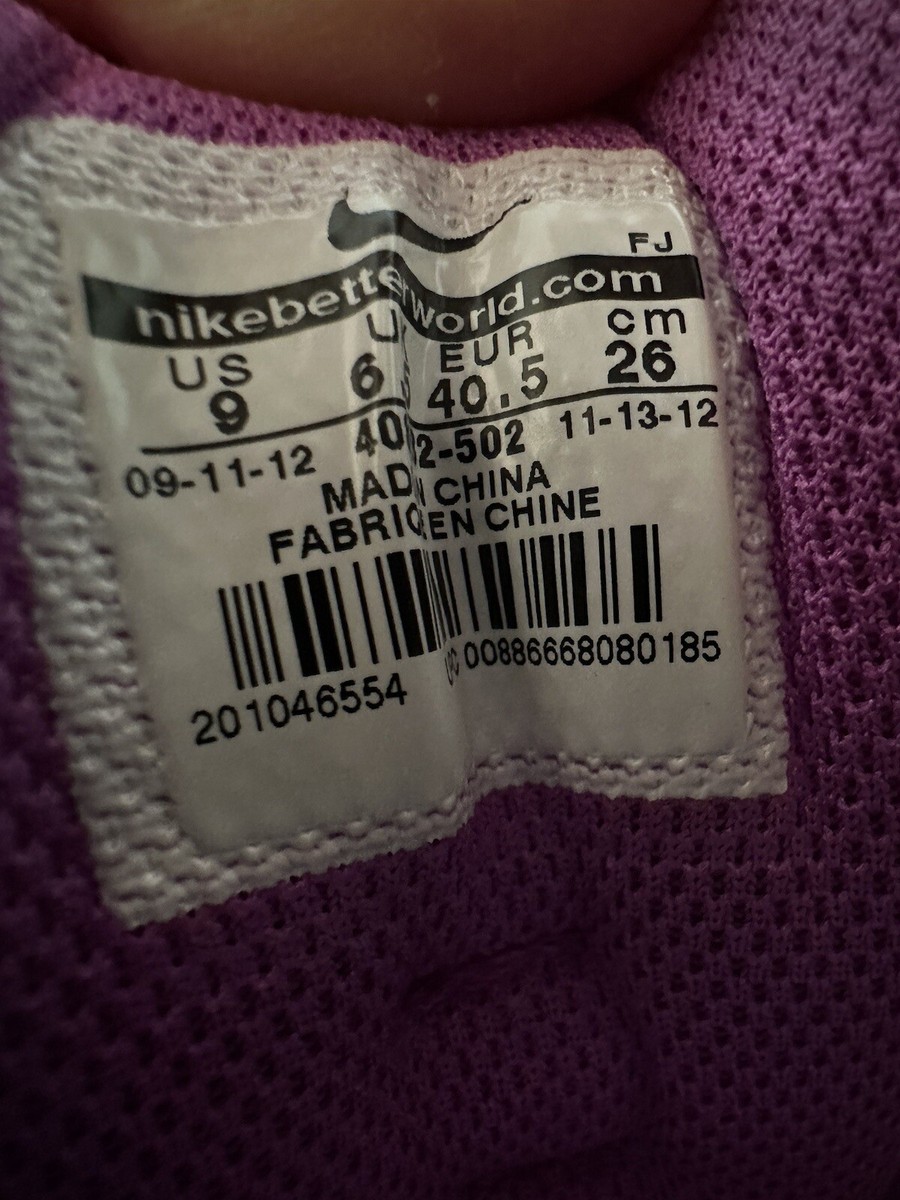 FJ
nikebetterworld.com
US EUR cm
9 6 40.5 26
09-11-12 11-13-12
CHINA
EN CHINE
201046554 00886668080185